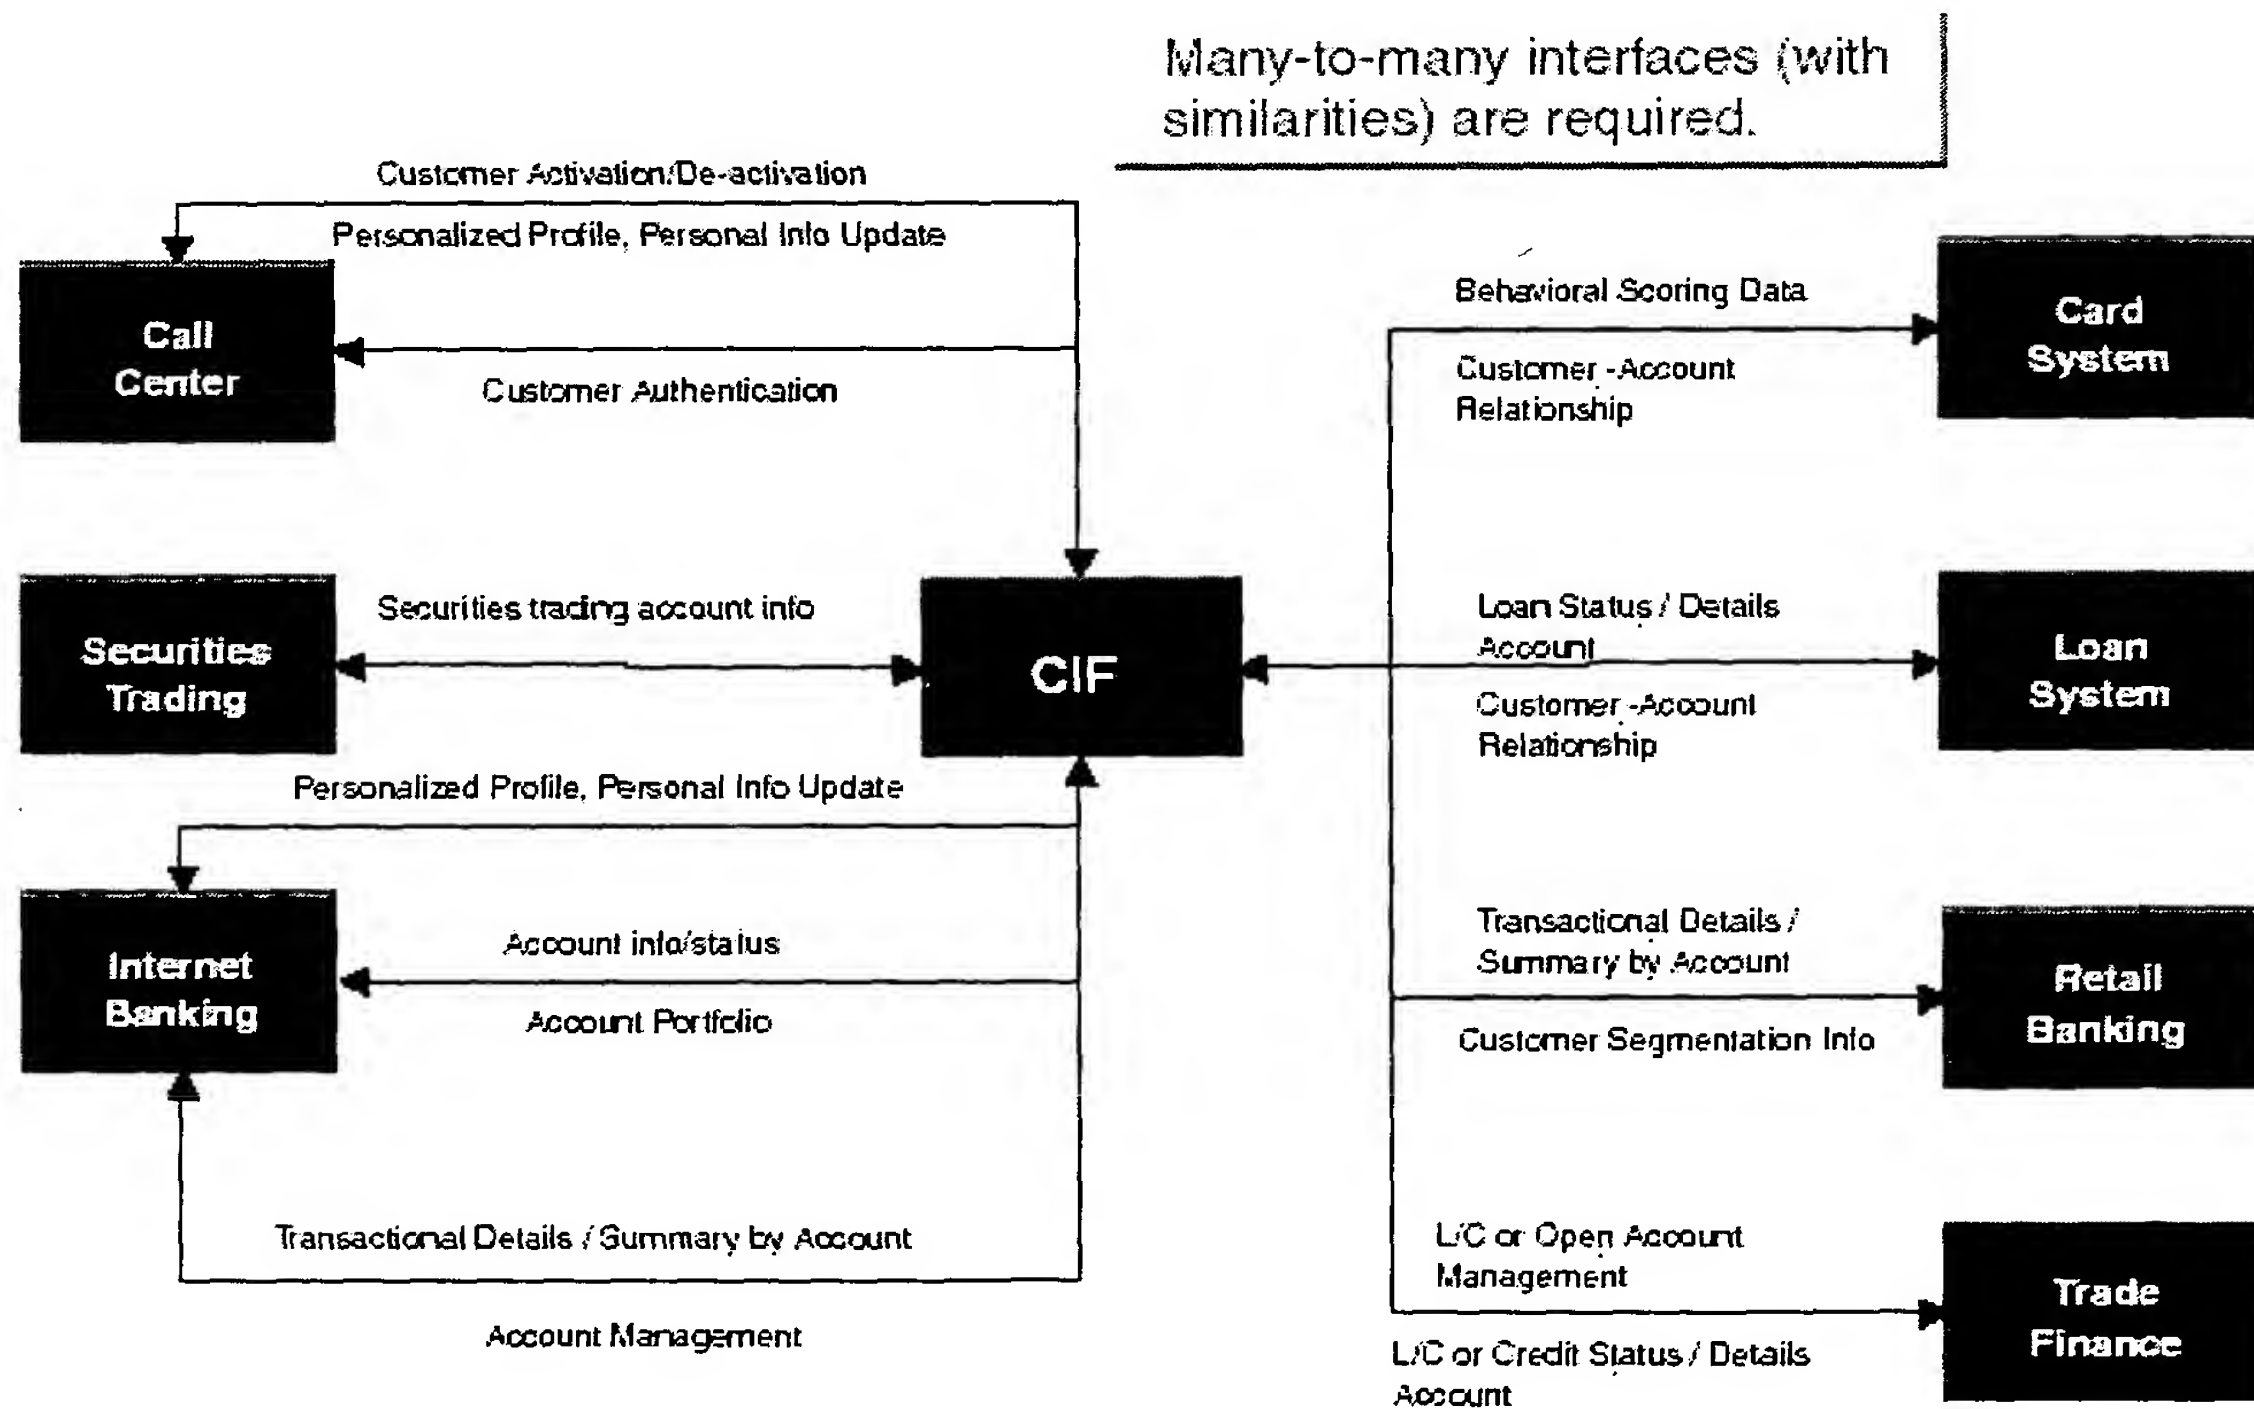 Many-to-many interfaces (with
similarities) are required.
Customer Activation/De-activation
Personalized Profile, Personal Info Update
Call
Center
Customer Authentication
Behavioral Scoring Data
Customer -Account
Relationship
Card
System
Securities trading account info
Securities
Trading
CIF
Loan Status / Details
Account
Customer -Account
Relationship
Loan
System
Personalized Profile, Personal Info Update
Internet
Banking
Account info/status
Account Portfolio
Transactional Details /
Summary by Account
Customer Segmentation Info
Retail
Banking
Transactional Details / Summary by Account
Account Management
L/C or Open Account
Management
L/C or Credit Status / Details
Account
Trade
Finance